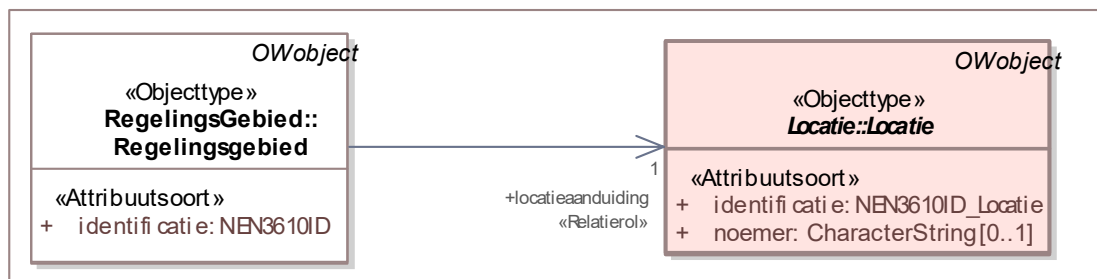 OWobject
«Objecttype»
RegelingsGebied::
Regelingsgebied
«Attribuutsoort»
+ identificatie: NEN3610ID
+locatieaanduiding
«Relatierol»
1
OWobject
«Objecttype»
Locatie::Locatie
«Attribuutsoort»
+ identificatie: NEN3610ID_Locatie
+ noemer: CharacterString [0..1]